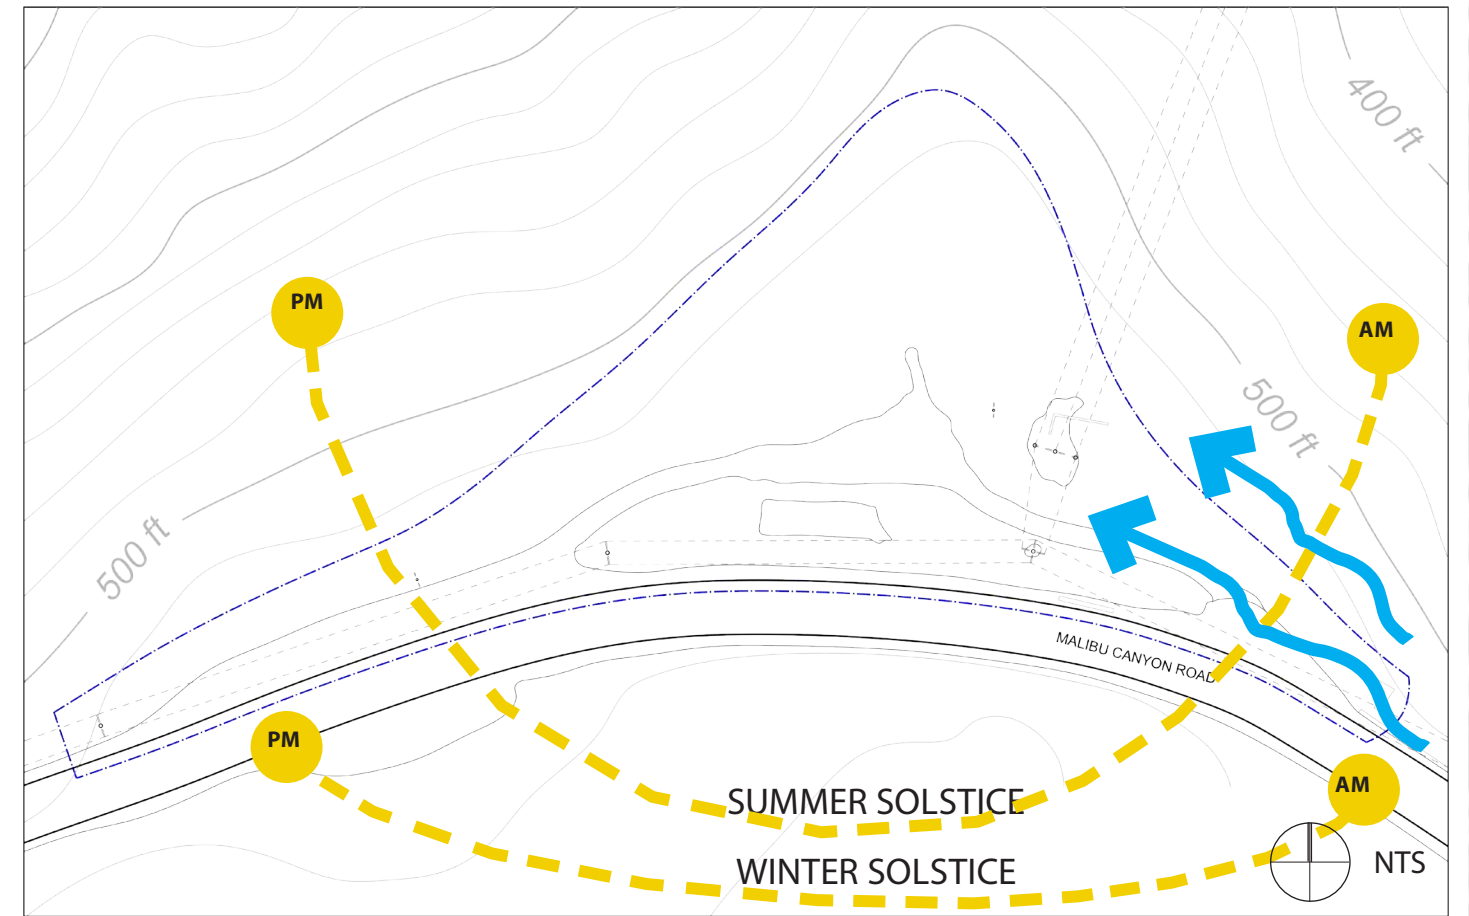 400 ft
PM
AM
500 ft
500 ft
MALIBU CANYON ROAD
PM
AM
SUMMER SOLSTICE
WINTER SOLSTICE
NTS